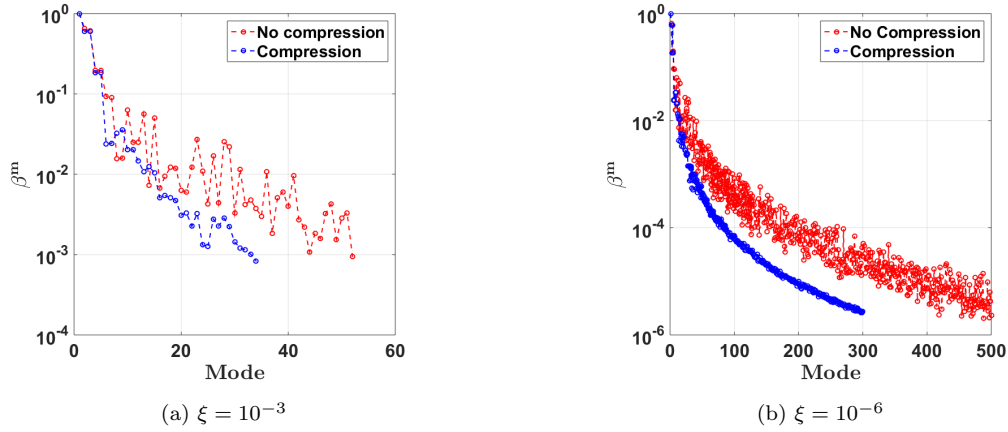 10^0
10^-1
10^-2
10^-3
10^-4
β^m
0
20
40
60
Mode
No compression
Compression
(a) ξ = 10^−3
10^0
10^-2
10^-4
10^-6
β^m
0
100
200
300
400
500
Mode
No Compression
Compression
(b) ξ = 10^−6